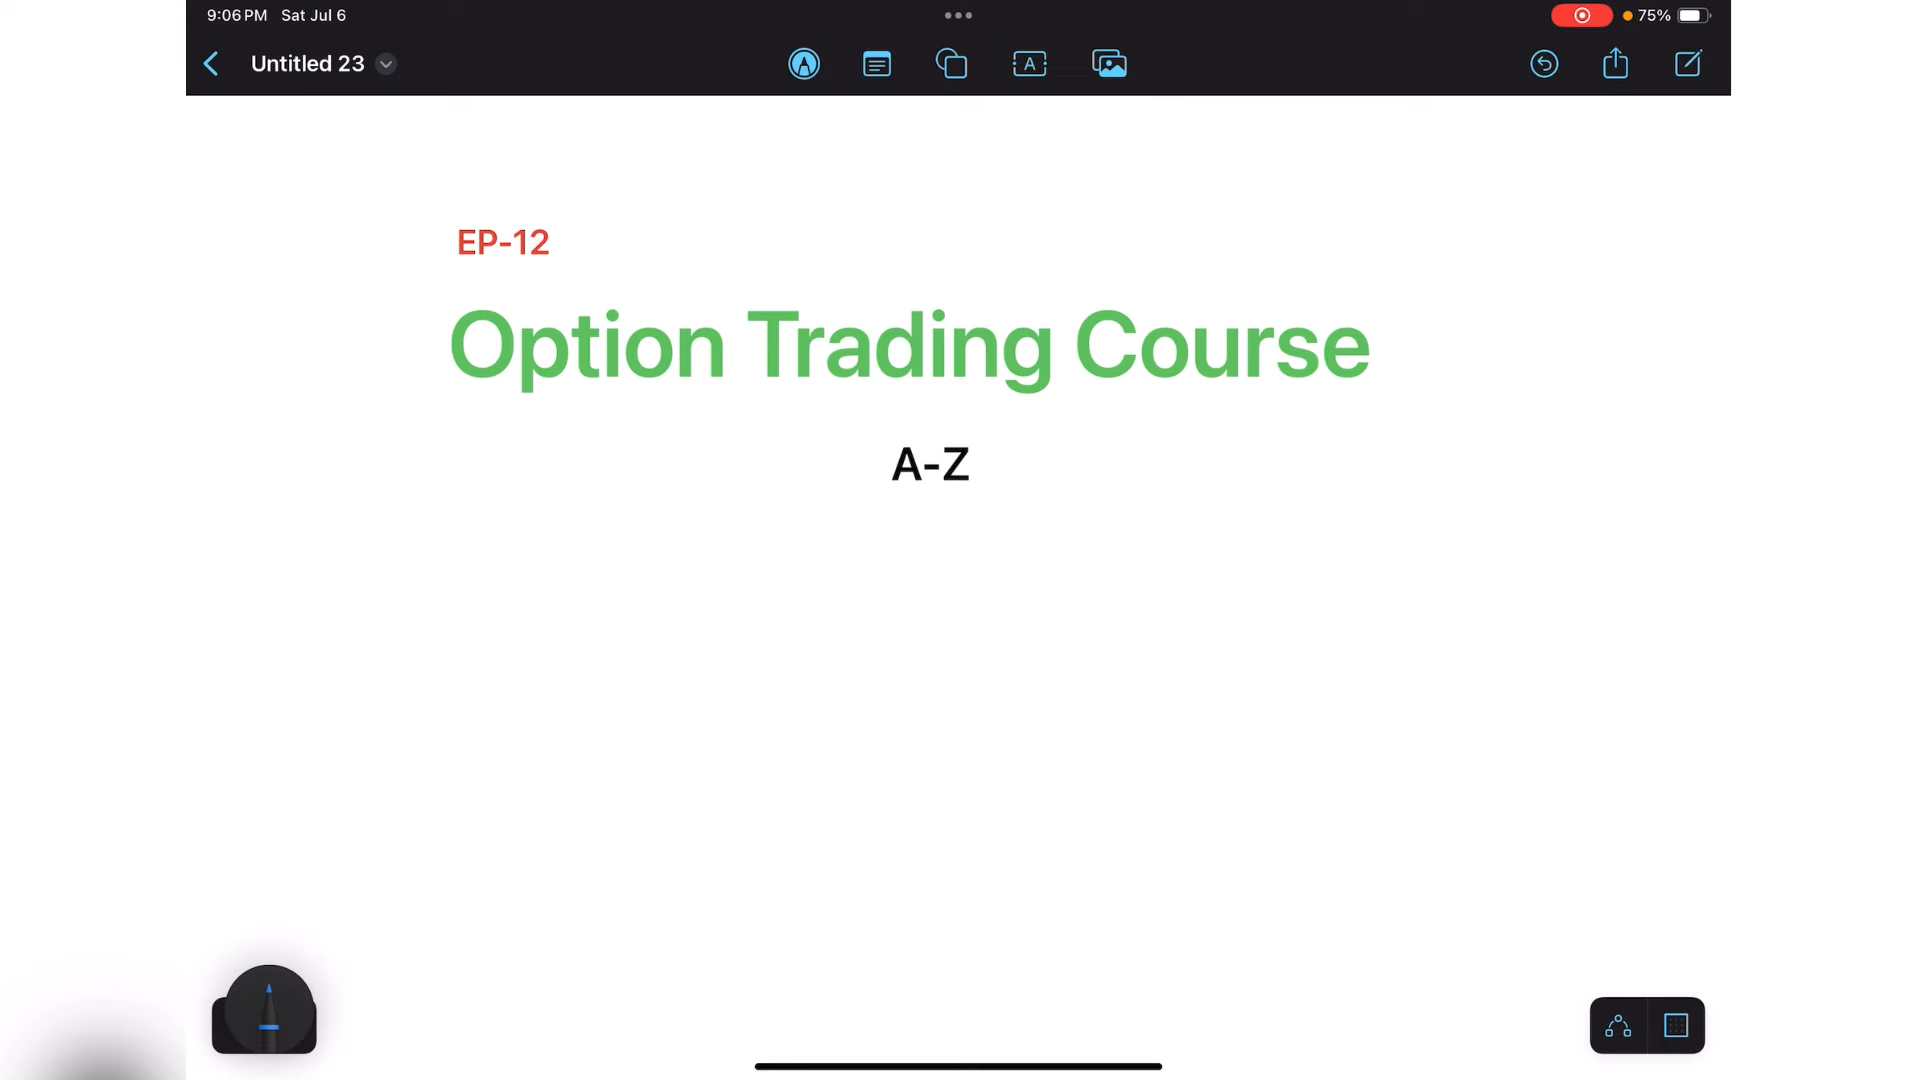 9:06 PM Sat Jul 6
75%
Untitled 23
A
EP-12
Option Trading Course
A-Z